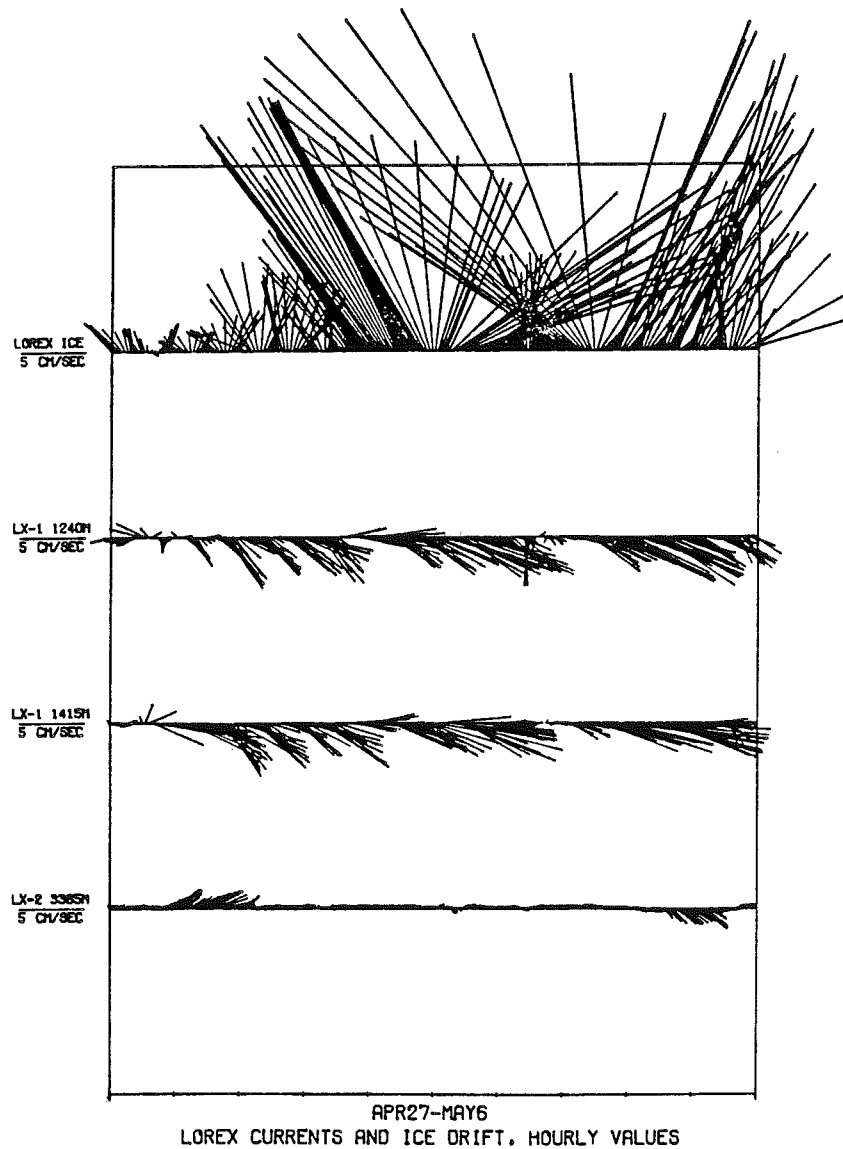 LOREX ICE
5 CM/SEC
LX-1 1240M
5 CM/SEC
LX-1 1415M
5 CM/SEC
LX-2 3365M
5 CM/SEC
APR27-MAY6
LOREX CURRENTS AND ICE DRIFT. HOURLY VALUES